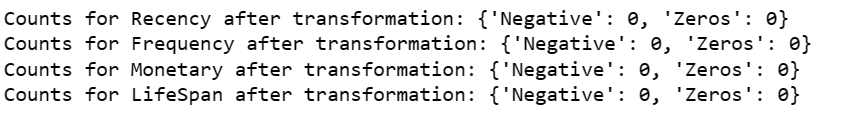 Counts for Recency after transformation: {'Negative': 0, 'Zeros': 0}
Counts for Frequency after transformation: {'Negative': 0, 'Zeros': 0}
Counts for Monetary after transformation: {'Negative': 0, 'Zeros': 0}
Counts for LifeSpan after transformation: {'Negative': 0, 'Zeros': 0}